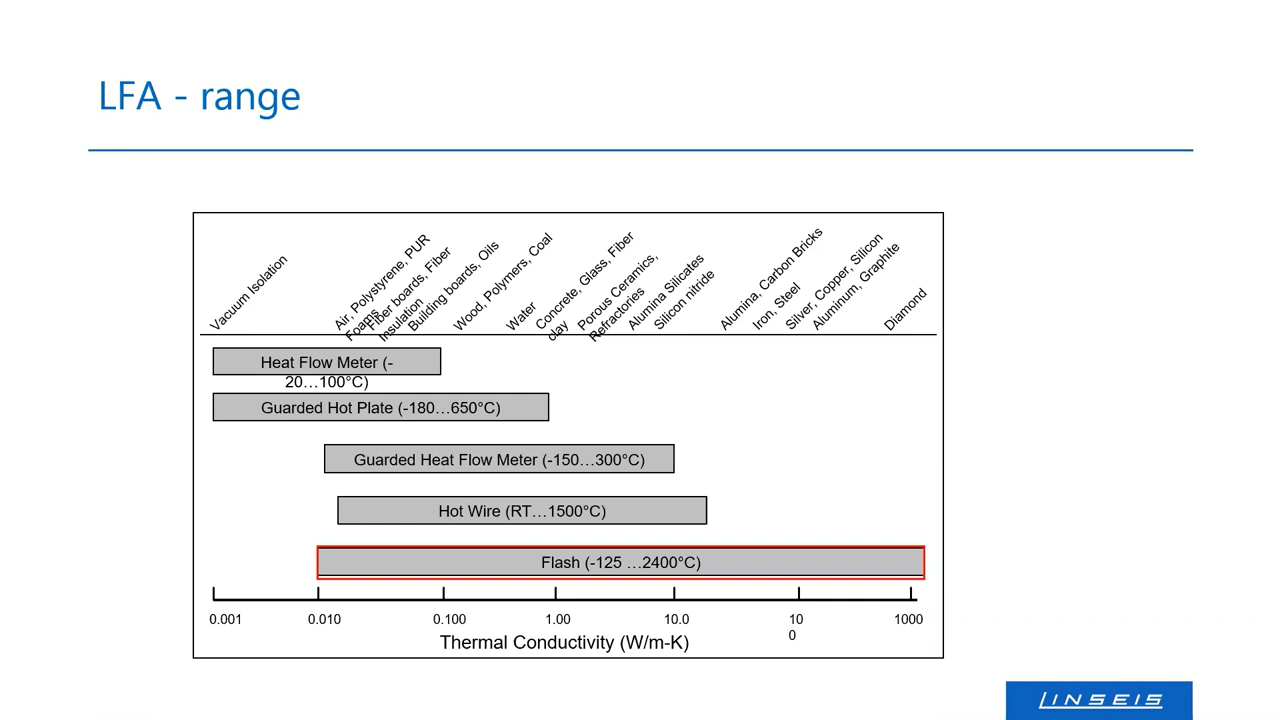 LFA - range
Vacuum Isolation
Air, Polystyrene, PUR
Foams
Fiber boards, Fiber
Insulation
Building boards, Oils
Wood, Polymers, Coal
Water
Concrete, Glass, Fiber
clay
Porous Ceramics,
Refractories
Alumina Silicates
Silicon nitride
Alumina, Carbon Bricks
Iron, Steel
Silver, Copper, Silicon
Aluminum, Graphite
Diamond
Heat Flow Meter (-
20…100°C)
Guarded Hot Plate (-180…650°C)
Guarded Heat Flow Meter (-150…300°C)
Hot Wire (RT…1500°C)
Flash (-125 …2400°C)
0.001 0.010 0.100 1.00 10.0 10 1000
0
Thermal Conductivity (W/m-K)
LINSEIS